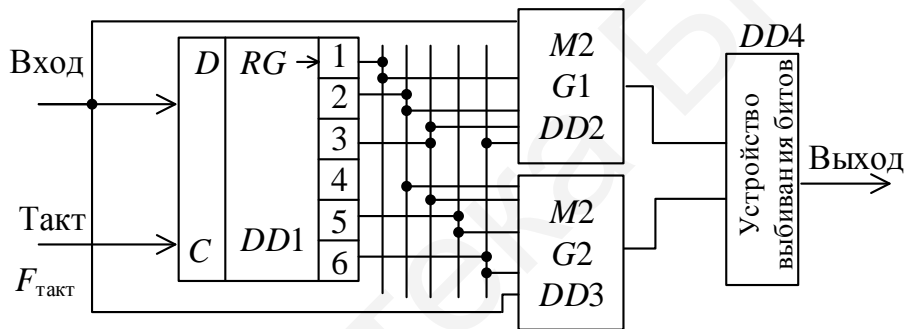 Вход
Такт
Fтакт
D
C
RG
DD1
1
2
3
4
5
6
M2
G1
DD2
M2
G2
DD3
DD4
Устройство
выбивания битов
Выход